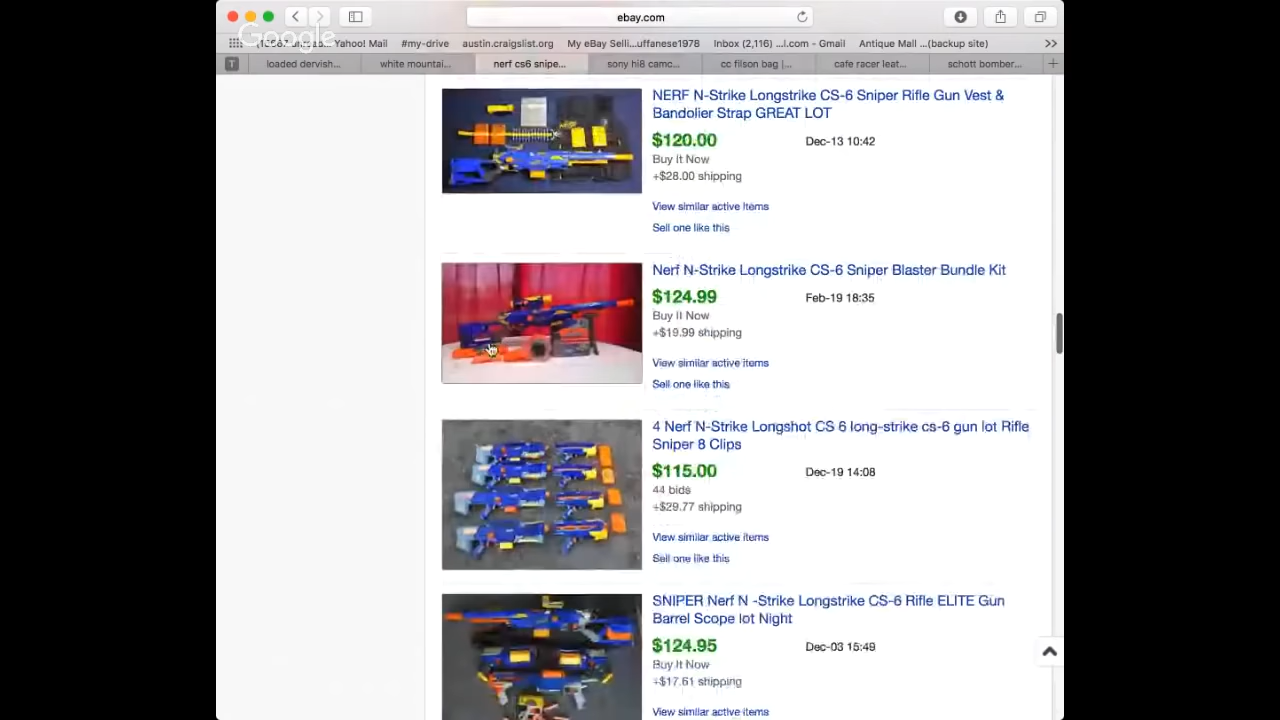 ebay.com
Google
Yahoo! Mail
#my-drive
austin.craigslist.org
My eBay Selli...uffanese1978
Inbox (2,116) ...l.com - Gmail
Antique Mall ...(backup site)
T
loaded dervish...
white mountai...
nerf cs6 snipe...
sony hi8 camc...
cc filson bag |...
cafe racer leat...
schott bomber...
NERF N-Strike Longstrike CS-6 Sniper Rifle Gun Vest &
Bandolier Strap GREAT LOT
$120.00
Dec-13 10:42
Buy It Now
+$28.00 shipping
View similar active items
Sell one like this
Nerf N-Strike Longstrike CS-6 Sniper Blaster Bundle Kit
$124.99
Feb-19 18:35
Buy It Now
+$19.99 shipping
View similar active items
Sell one like this
4 Nerf N-Strike Longshot CS 6 long-strike cs-6 gun lot Rifle
Sniper 8 Clips
$115.00
Dec-19 14:08
44 bids
+$29.77 shipping
View similar active items
Sell one like this
SNIPER Nerf N -Strike Longstrike CS-6 Rifle ELITE Gun
Barrel Scope lot Night
$124.95
Dec-03 15:49
Buy It Now
+$17.61 shipping
View similar active items